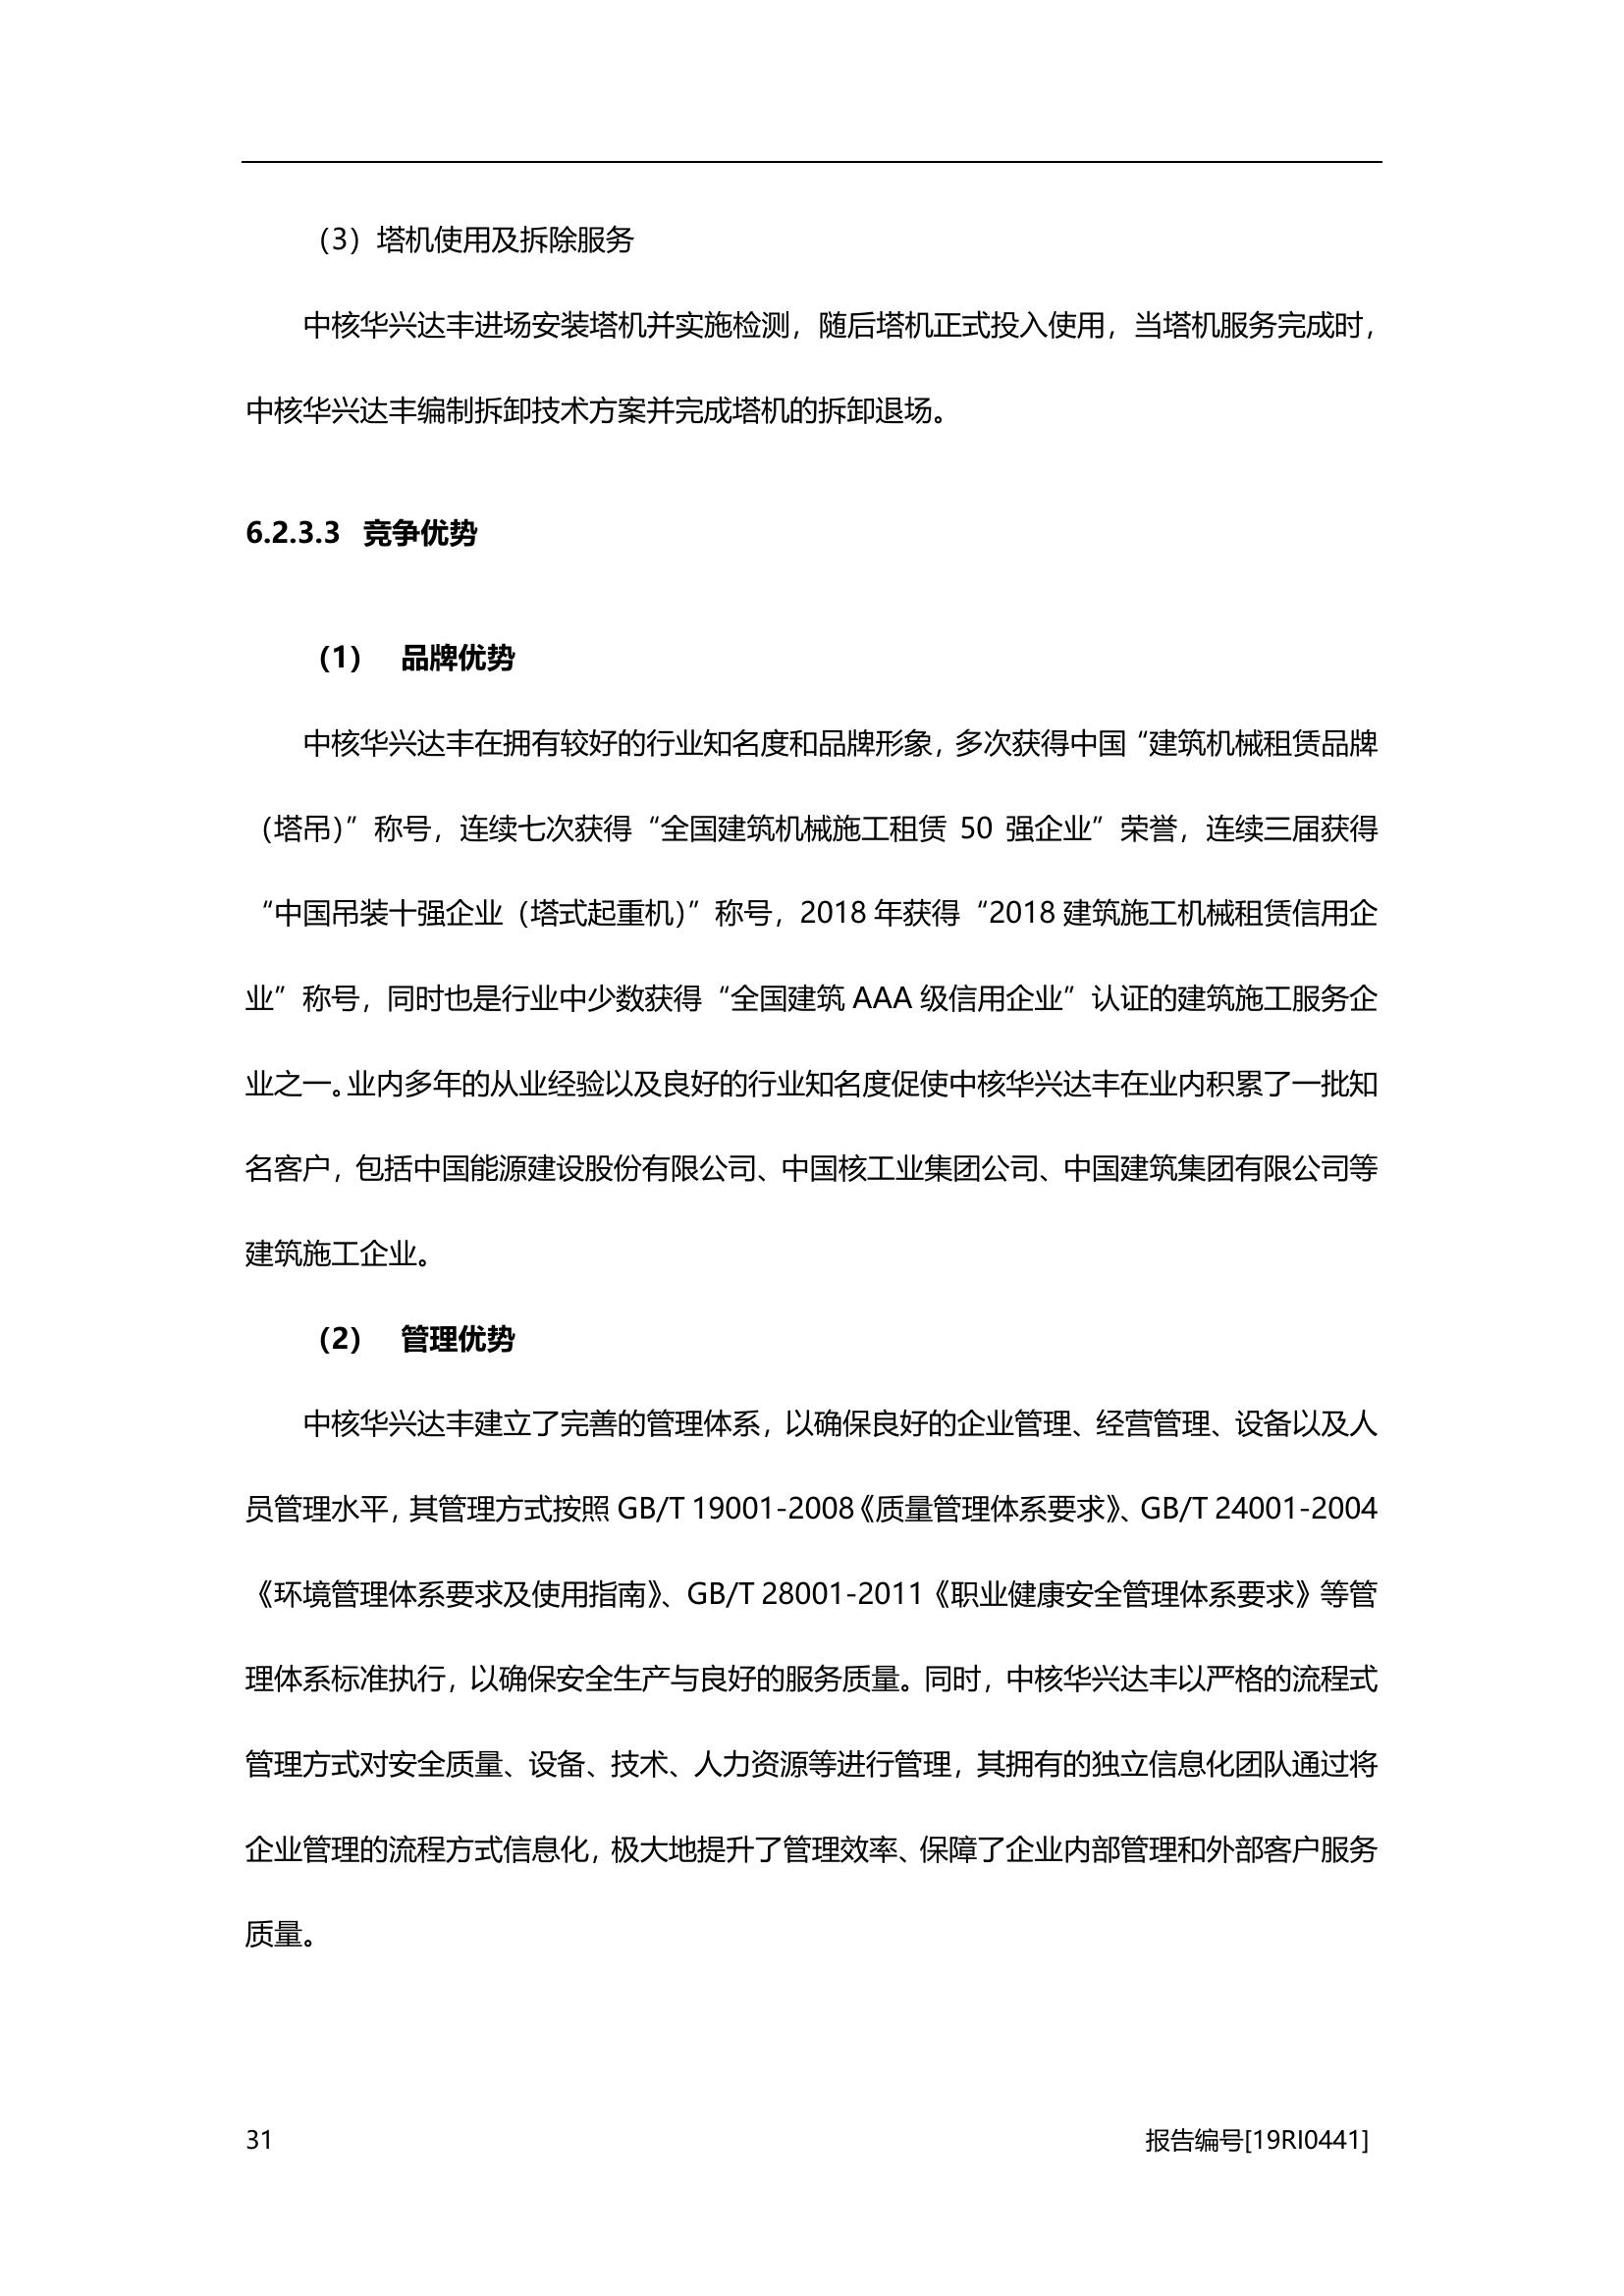 （3）塔机使用及拆除服务
中核华兴达丰进场安装塔机并实施检测，随后塔机正式投入使用，当塔机服务完成时，
中核华兴达丰编制拆卸技术方案并完成塔机的拆卸退场。
6.2.3.3 竞争优势
（1） 品牌优势
中核华兴达丰在拥有较好的行业知名度和品牌形象，多次获得中国“建筑机械租赁品牌
（塔吊）”称号，连续七次获得“全国建筑机械施工租赁 50 强企业”荣誉，连续三届获得
“中国吊装十强企业（塔式起重机）”称号，2018 年获得“2018 建筑施工机械租赁信用企
业”称号，同时也是行业中少数获得“全国建筑 AAA 级信用企业”认证的建筑施工服务企
业之一。业内多年的从业经验以及良好的行业知名度促使中核华兴达丰在业内积累了一批知
名客户，包括中国能源建设股份有限公司、中国核工业集团公司、中国建筑集团有限公司等
建筑施工企业。
（2） 管理优势
中核华兴达丰建立了完善的管理体系，以确保良好的企业管理、经营管理、设备以及人
员管理水平，其管理方式按照 GB/T 19001-2008《质量管理体系要求》、GB/T 24001-2004
《环境管理体系要求及使用指南》、GB/T 28001-2011《职业健康安全管理体系要求》等管
理体系标准执行，以确保安全生产与良好的服务质量。同时，中核华兴达丰以严格的流程式
管理方式对安全质量、设备、技术、人力资源等进行管理，其拥有的独立信息化团队通过将
企业管理的流程方式信息化，极大地提升了管理效率、保障了企业内部管理和外部客户服务
质量。
31 报告编号[19RI0441]